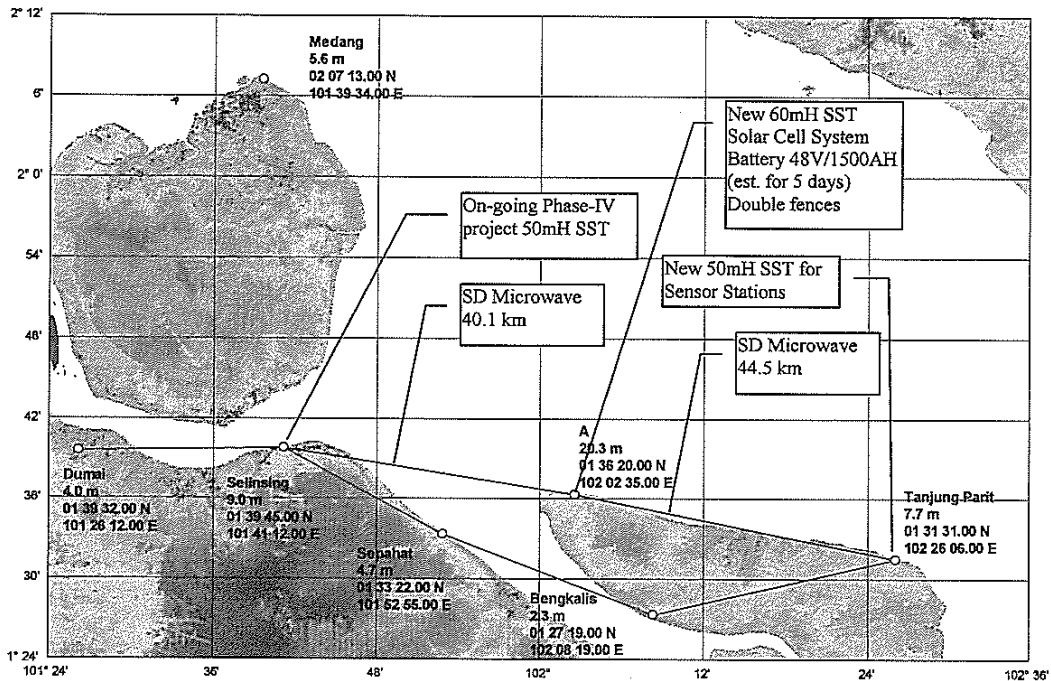 2° 12'
Medang
5.6 m
02 07 13.00 N
101 39 34.00 E
6'
New 60mH SST
Solar Cell System
Battery 48V/1500AH
(est. for 5 days)
Double fences
2° 0'
On-going Phase-IV
project 50mH SST
54'
New 50mH SST for
Sensor Stations
SD Microwave
40.1 km
48'
SD Microwave
44.5 km
42'
A
20.3 m
01 36 20.00 N
102 02 35.00 E
Dumai
4.0 m
01 39 32.00 N
101 26 12.00 E
36'
Selinsing
9.0 m
01 39 45.00 N
101 41 12.00 E
Tanjung Parit
7.7 m
01 31 31.00 N
102 26 06.00 E
Sepahat
4.7 m
01 33 22.00 N
101 52 55.00 E
30'
Bengkalis
2.3 m
01 27 19.00 N
102 08 19.00 E
1° 24'
101° 24' 36' 48' 102° 12' 24' 102° 36'